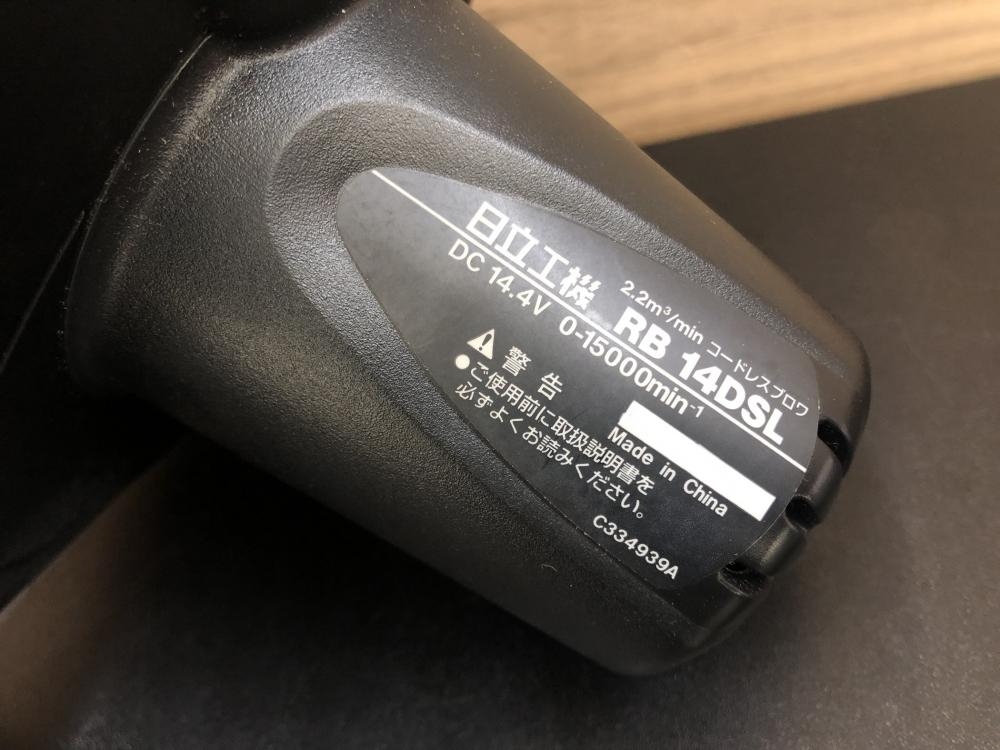 日立工機
2.2m³/min コードレスブロワ
RB 14DSL
DC 14.4V 0-15000min⁻¹
⚠ 警告
●ご使用前に取扱説明書を
必ずよくお読みください。
Made in China
C334939A